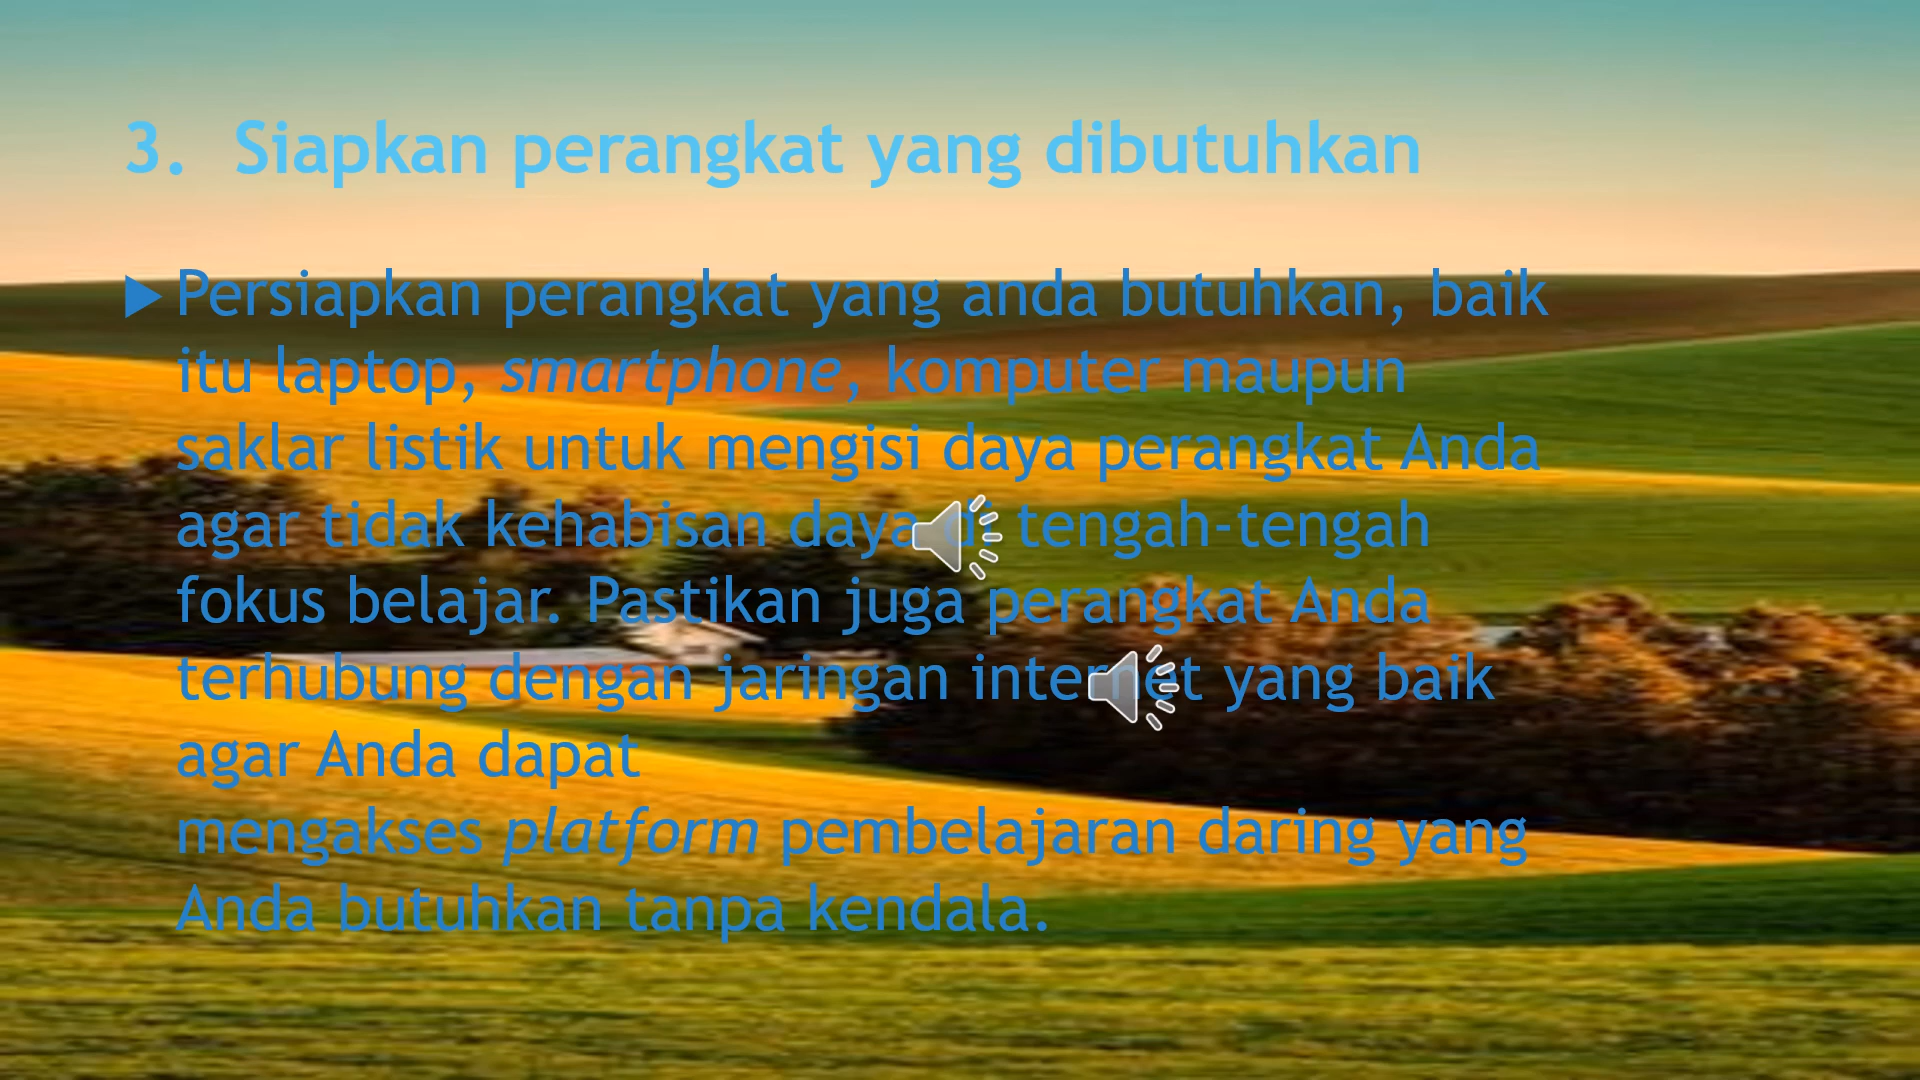 3. Siapkan perangkat yang dibutuhkan
Persiapkan perangkat yang anda butuhkan, baik
itu laptop, smartphone, komputer maupun
saklar listik untuk mengisi daya perangkat Anda
agar tidak kehabisan daya di tengah-tengah
fokus belajar. Pastikan juga perangkat Anda
terhubung dengan jaringan internet yang baik
agar Anda dapat
mengakses platform pembelajaran daring yang
Anda butuhkan tanpa kendala.